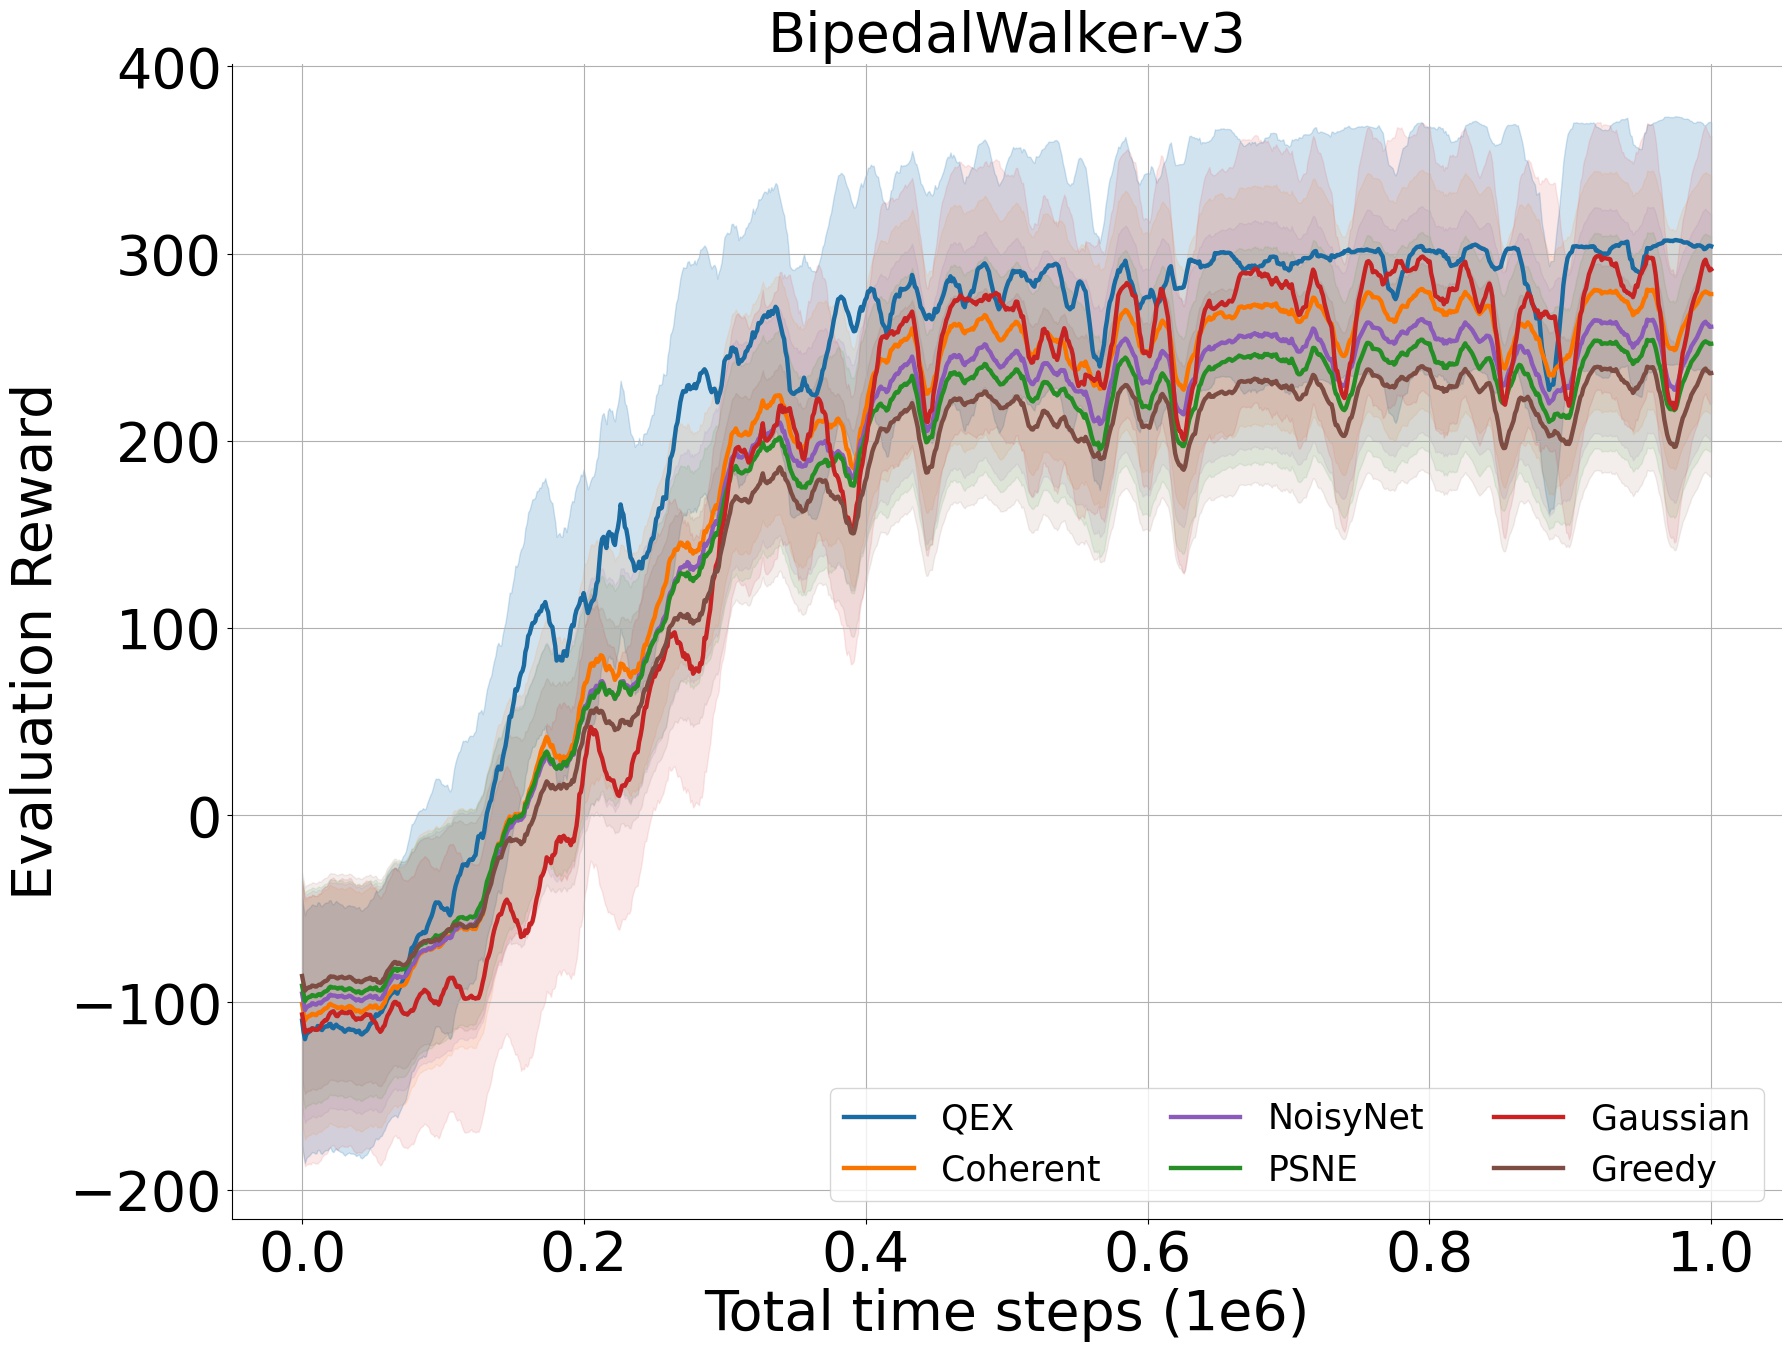 BipedalWalker-v3
Evaluation Reward
400
300
200
100
0
−100
−200
QEX NoisyNet Gaussian
Coherent PSNE Greedy
0.0 0.2 0.4 0.6 0.8 1.0
Total time steps (1e6)